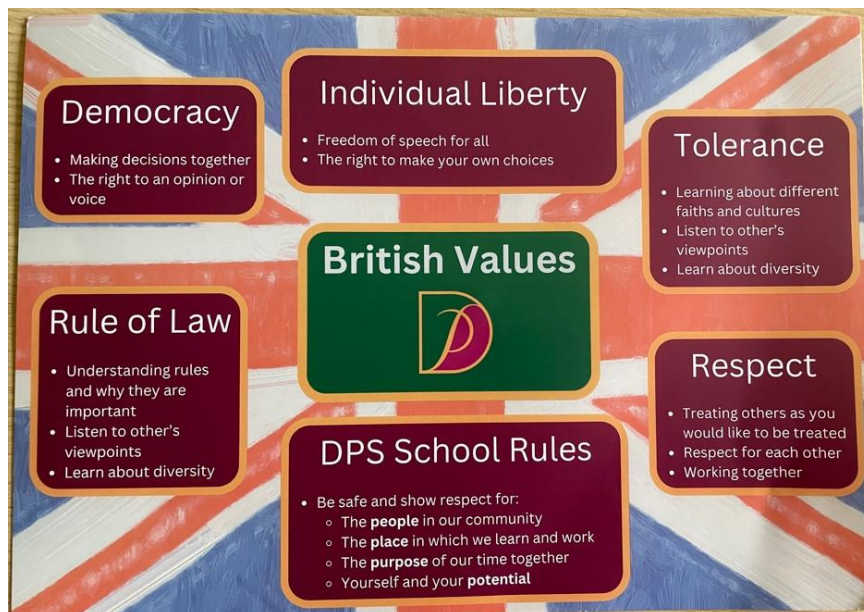 Democracy
• Making decisions together
• The right to an opinion or
voice
Individual Liberty
• Freedom of speech for all
• The right to make your own choices
Tolerance
• Learning about different
faiths and cultures
• Listen to other's
viewpoints
• Learn about diversity
British Values
Rule of Law
• Understanding rules
and why they are
important
• Listen to other's
viewpoints
• Learn about diversity
DPS School Rules
• Be safe and show respect for:
◦ The people in our community
◦ The place in which we learn and work
◦ The purpose of our time together
◦ Yourself and your potential
Respect
• Treating others as you
would like to be treated
• Respect for each other
• Working together